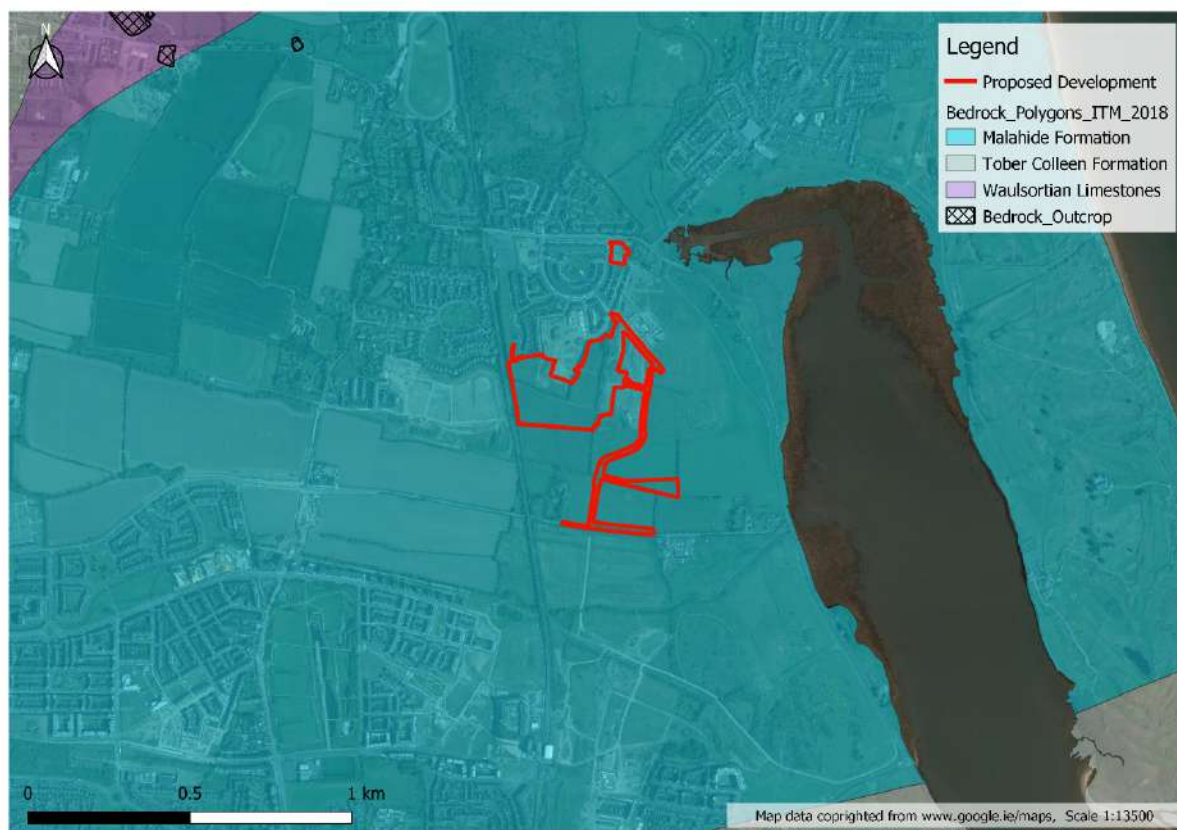 N
Legend
Proposed Development
Bedrock_Polygons_ITM_2018
Malahide Formation
Tober Colleen Formation
Waulsortian Limestones
Bedrock_Outcrop
0 0.5 1 km
Map data coprighted from www.google.ie/maps, Scale 1:13500